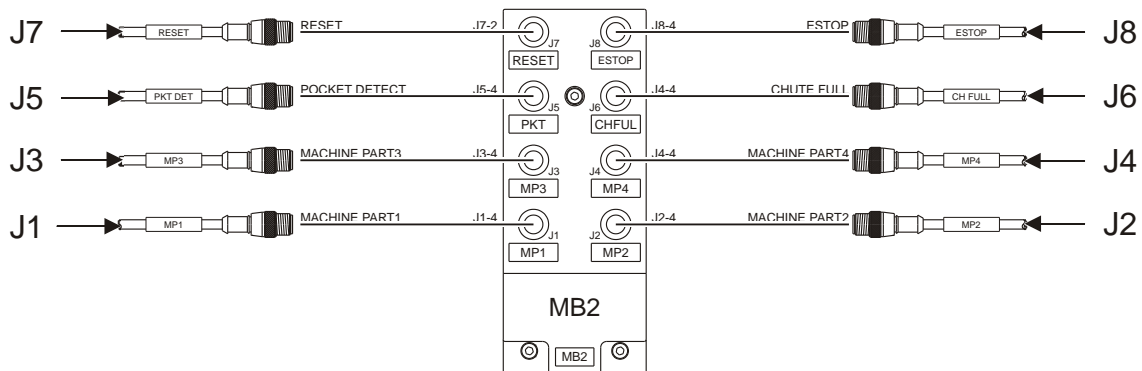 J7 RESET RESET J7-2 J7 J8 J8-4 ESTOP ESTOP J8
RESET ESTOP
J5 PKT DET POCKET DETECT J5-4 J5 J6 J4-4 CHUTE FULL CH FULL J6
PKT CHFUL
J3 MP3 MACHINE PART3 J3-4 J3 J4 J4-4 MACHINE PART4 MP4 J4
MP3 MP4
J1 MP1 MACHINE PART1 J1-4 J1 J2 J2-4 MACHINE PART2 MP2 J2
MP1 MP2
MB2
MB2